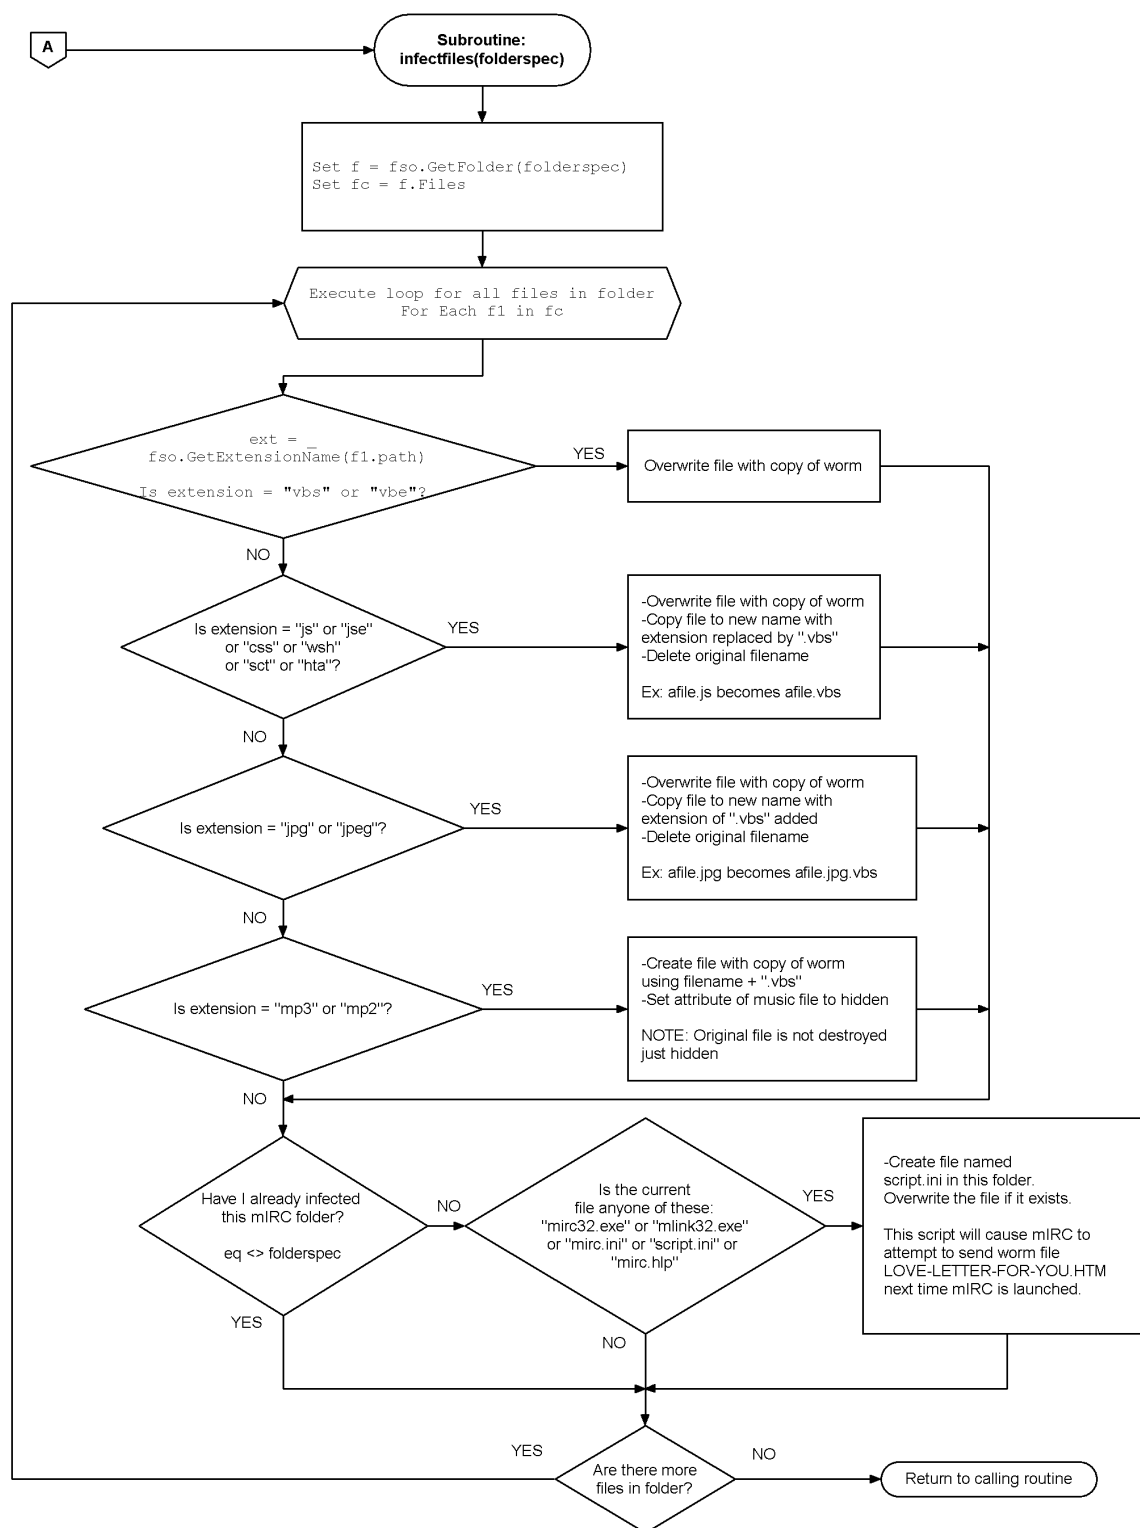 A
Subroutine:
infectfiles(folderspec)
Set f = fso.GetFolder(folderspec)
Set fc = f.Files
Execute loop for all files in folder
For Each f1 in fc
ext = _
fso.GetExtensionName(f1.path)
Is extension = "vbs" or "vbe"?
YES
Overwrite file with copy of worm
NO
Is extension = "js" or "jse"
or "css" or "wsh"
or "sct" or "hta"?
YES
-Overwrite file with copy of worm
-Copy file to new name with
extension replaced by ".vbs"
-Delete original filename
Ex: afile.js becomes afile.vbs
NO
Is extension = "jpg" or "jpeg"?
YES
-Overwrite file with copy of worm
-Copy file to new name with
extension of ".vbs" added
-Delete original filename
Ex: afile.jpg becomes afile.jpg.vbs
NO
Is extension = "mp3" or "mp2"?
YES
-Create file with copy of worm
using filename + ".vbs"
-Set attribute of music file to hidden
NOTE: Original file is not destroyed
just hidden
NO
Have I already infected
this mIRC folder?
eq <> folderspec
NO
Is the current
file anyone of these:
"mirc32.exe" or "mlink32.exe"
or "mirc.ini" or "script.ini" or
"mirc.hlp"
YES
-Create file named
script.ini in this folder.
Overwrite the file if it exists.
This script will cause mIRC to
attempt to send worm file
LOVE-LETTER-FOR-YOU.HTM
next time mIRC is launched.
YES
NO
YES
Are there more
files in folder?
NO
Return to calling routine